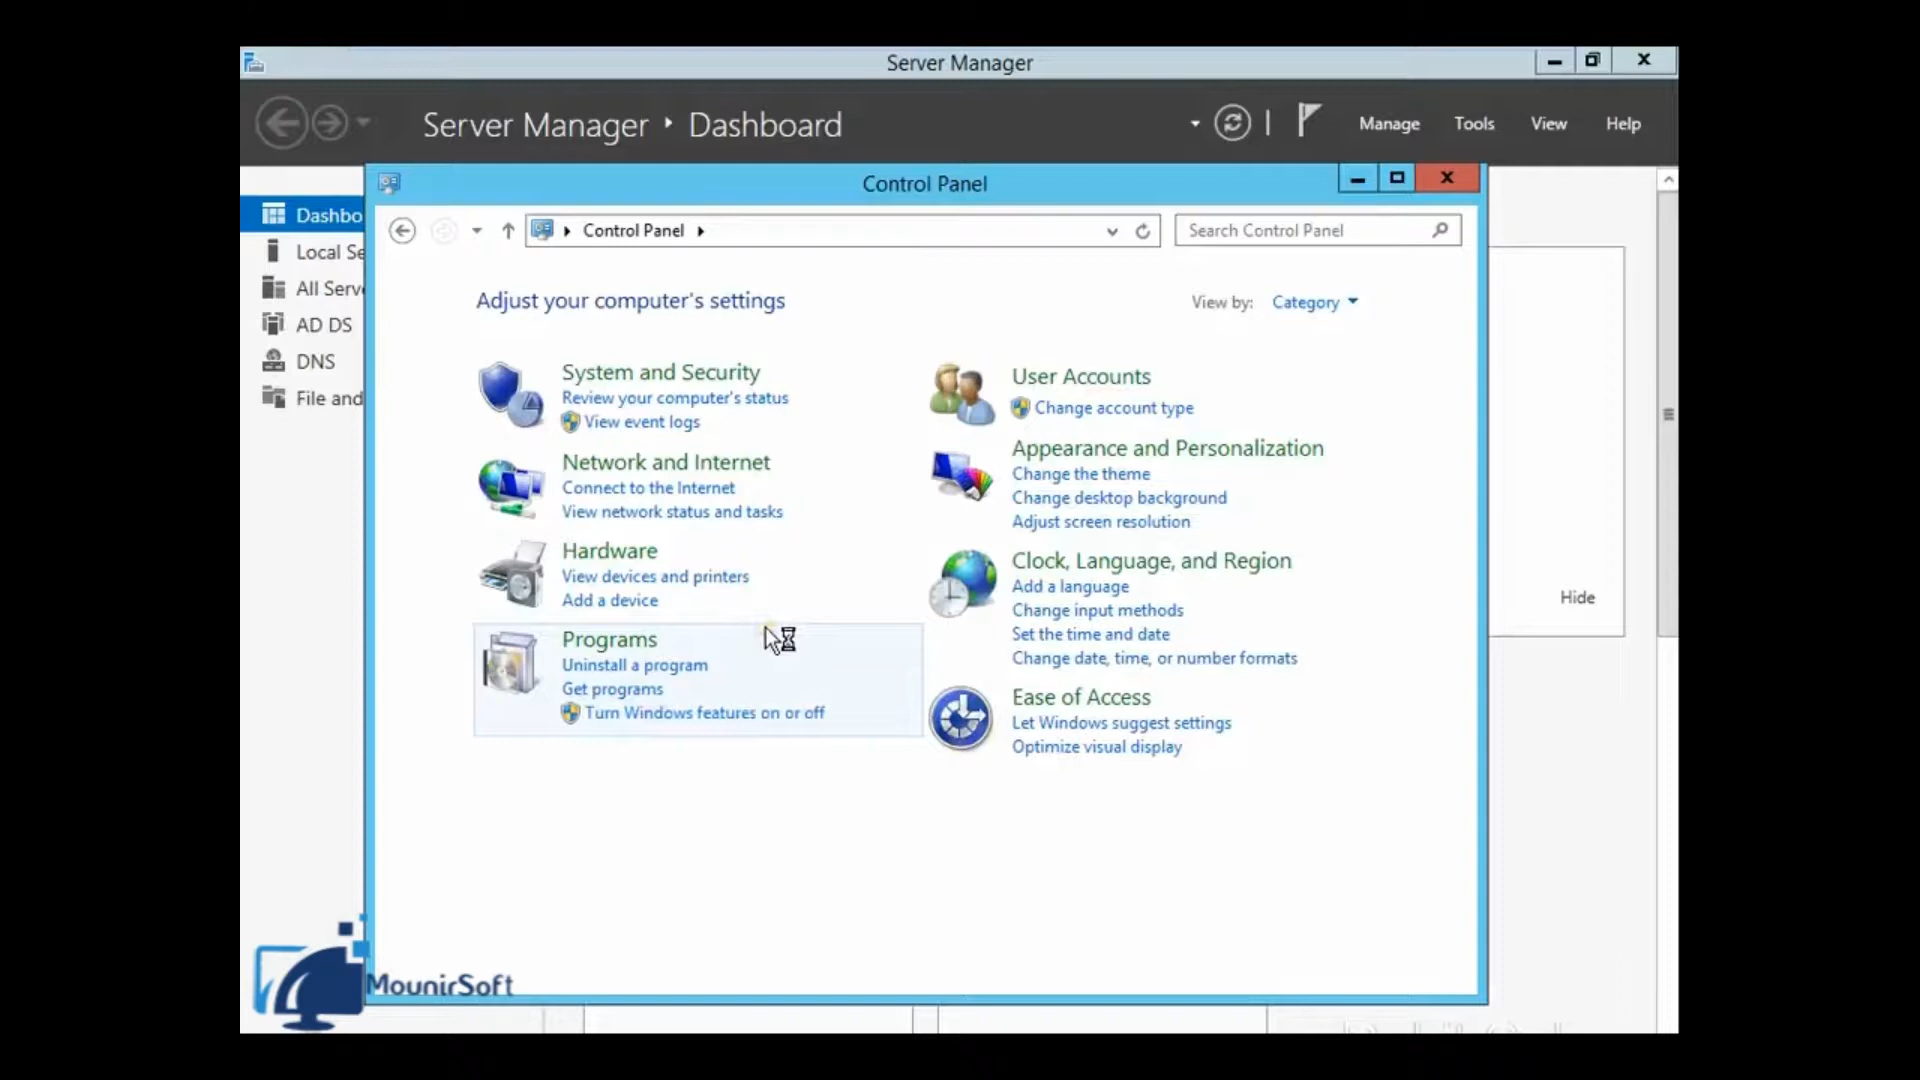 Server Manager
Server Manager Dashboard
Manage Tools View Help
Control Panel
Dashbo
Local Se
All Serv
AD DS
DNS
File and
Control Panel
Search Control Panel
Adjust your computer's settings
View by: Category
System and Security
Review your computer's status
View event logs
Network and Internet
Connect to the Internet
View network status and tasks
Hardware
View devices and printers
Add a device
Programs
Uninstall a program
Get programs
Turn Windows features on or off
User Accounts
Change account type
Appearance and Personalization
Change the theme
Change desktop background
Adjust screen resolution
Clock, Language, and Region
Add a language
Change input methods
Set the time and date
Change date, time, or number formats
Ease of Access
Let Windows suggest settings
Optimize visual display
Hide
MounirSoft